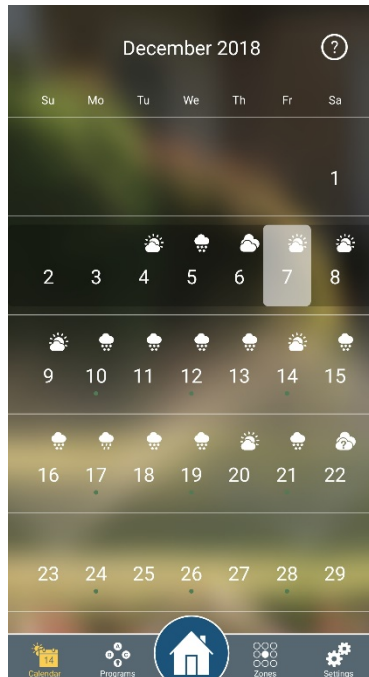 December 2018 ?
Su Mo Tu We Th Fr Sa
1
2 3 4 5 6 7 8
9 10 11 12 13 14 15
16 17 18 19 20 21 22
?
23 24 25 26 27 28 29
14
A
B C
Calendar Programs Zones Settings